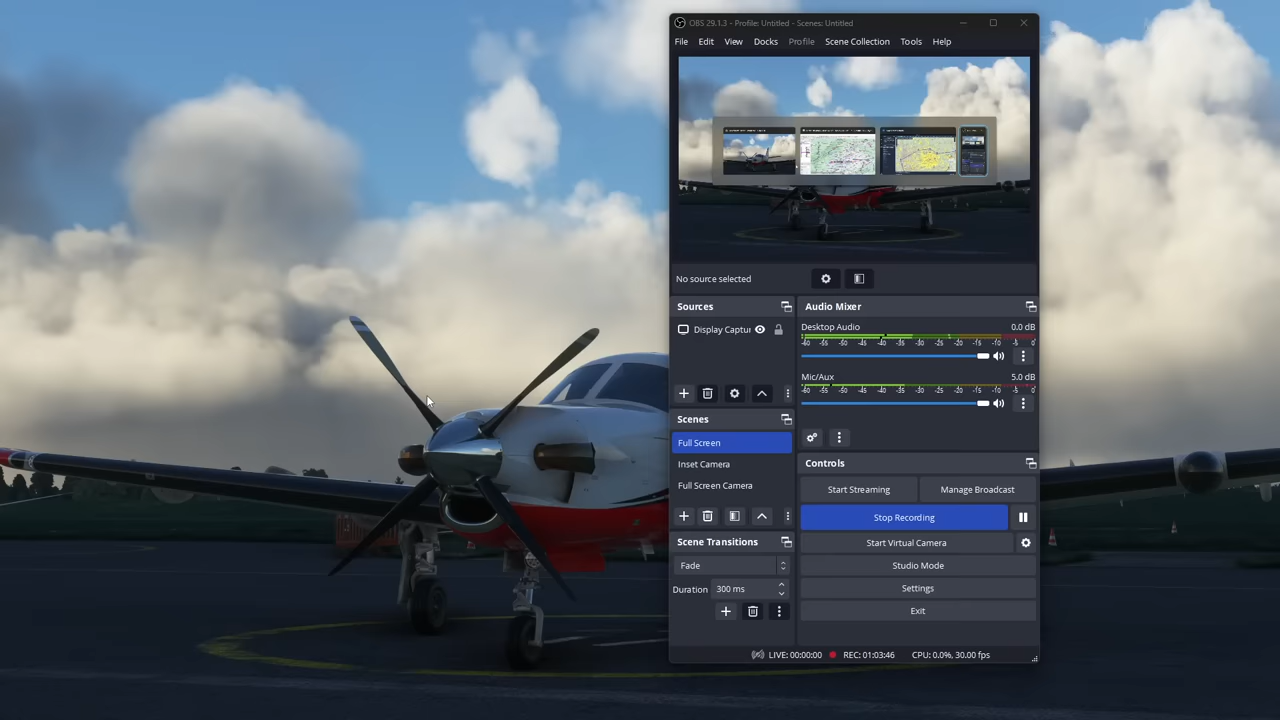 OBS 29.1.3 - Profile: Untitled - Scenes: Untitled
File Edit View Docks Profile Scene Collection Tools Help
No source selected
Sources
Display Captur
Scenes
Full Screen
Inset Camera
Full Screen Camera
Scene Transitions
Fade
Duration 300 ms
Audio Mixer
Desktop Audio 0.0 dB
-60 -55 -50 -45 -40 -35 -30 -25 -20 -15 -10 -5 0
Mic/Aux 5.0 dB
-60 -55 -50 -45 -40 -35 -30 -25 -20 -15 -10 -5 0
Controls
Start Streaming Manage Broadcast
Stop Recording
Start Virtual Camera
Studio Mode
Settings
Exit
LIVE: 00:00:00 REC: 01:03:46 CPU: 0.0%, 30.00 fps